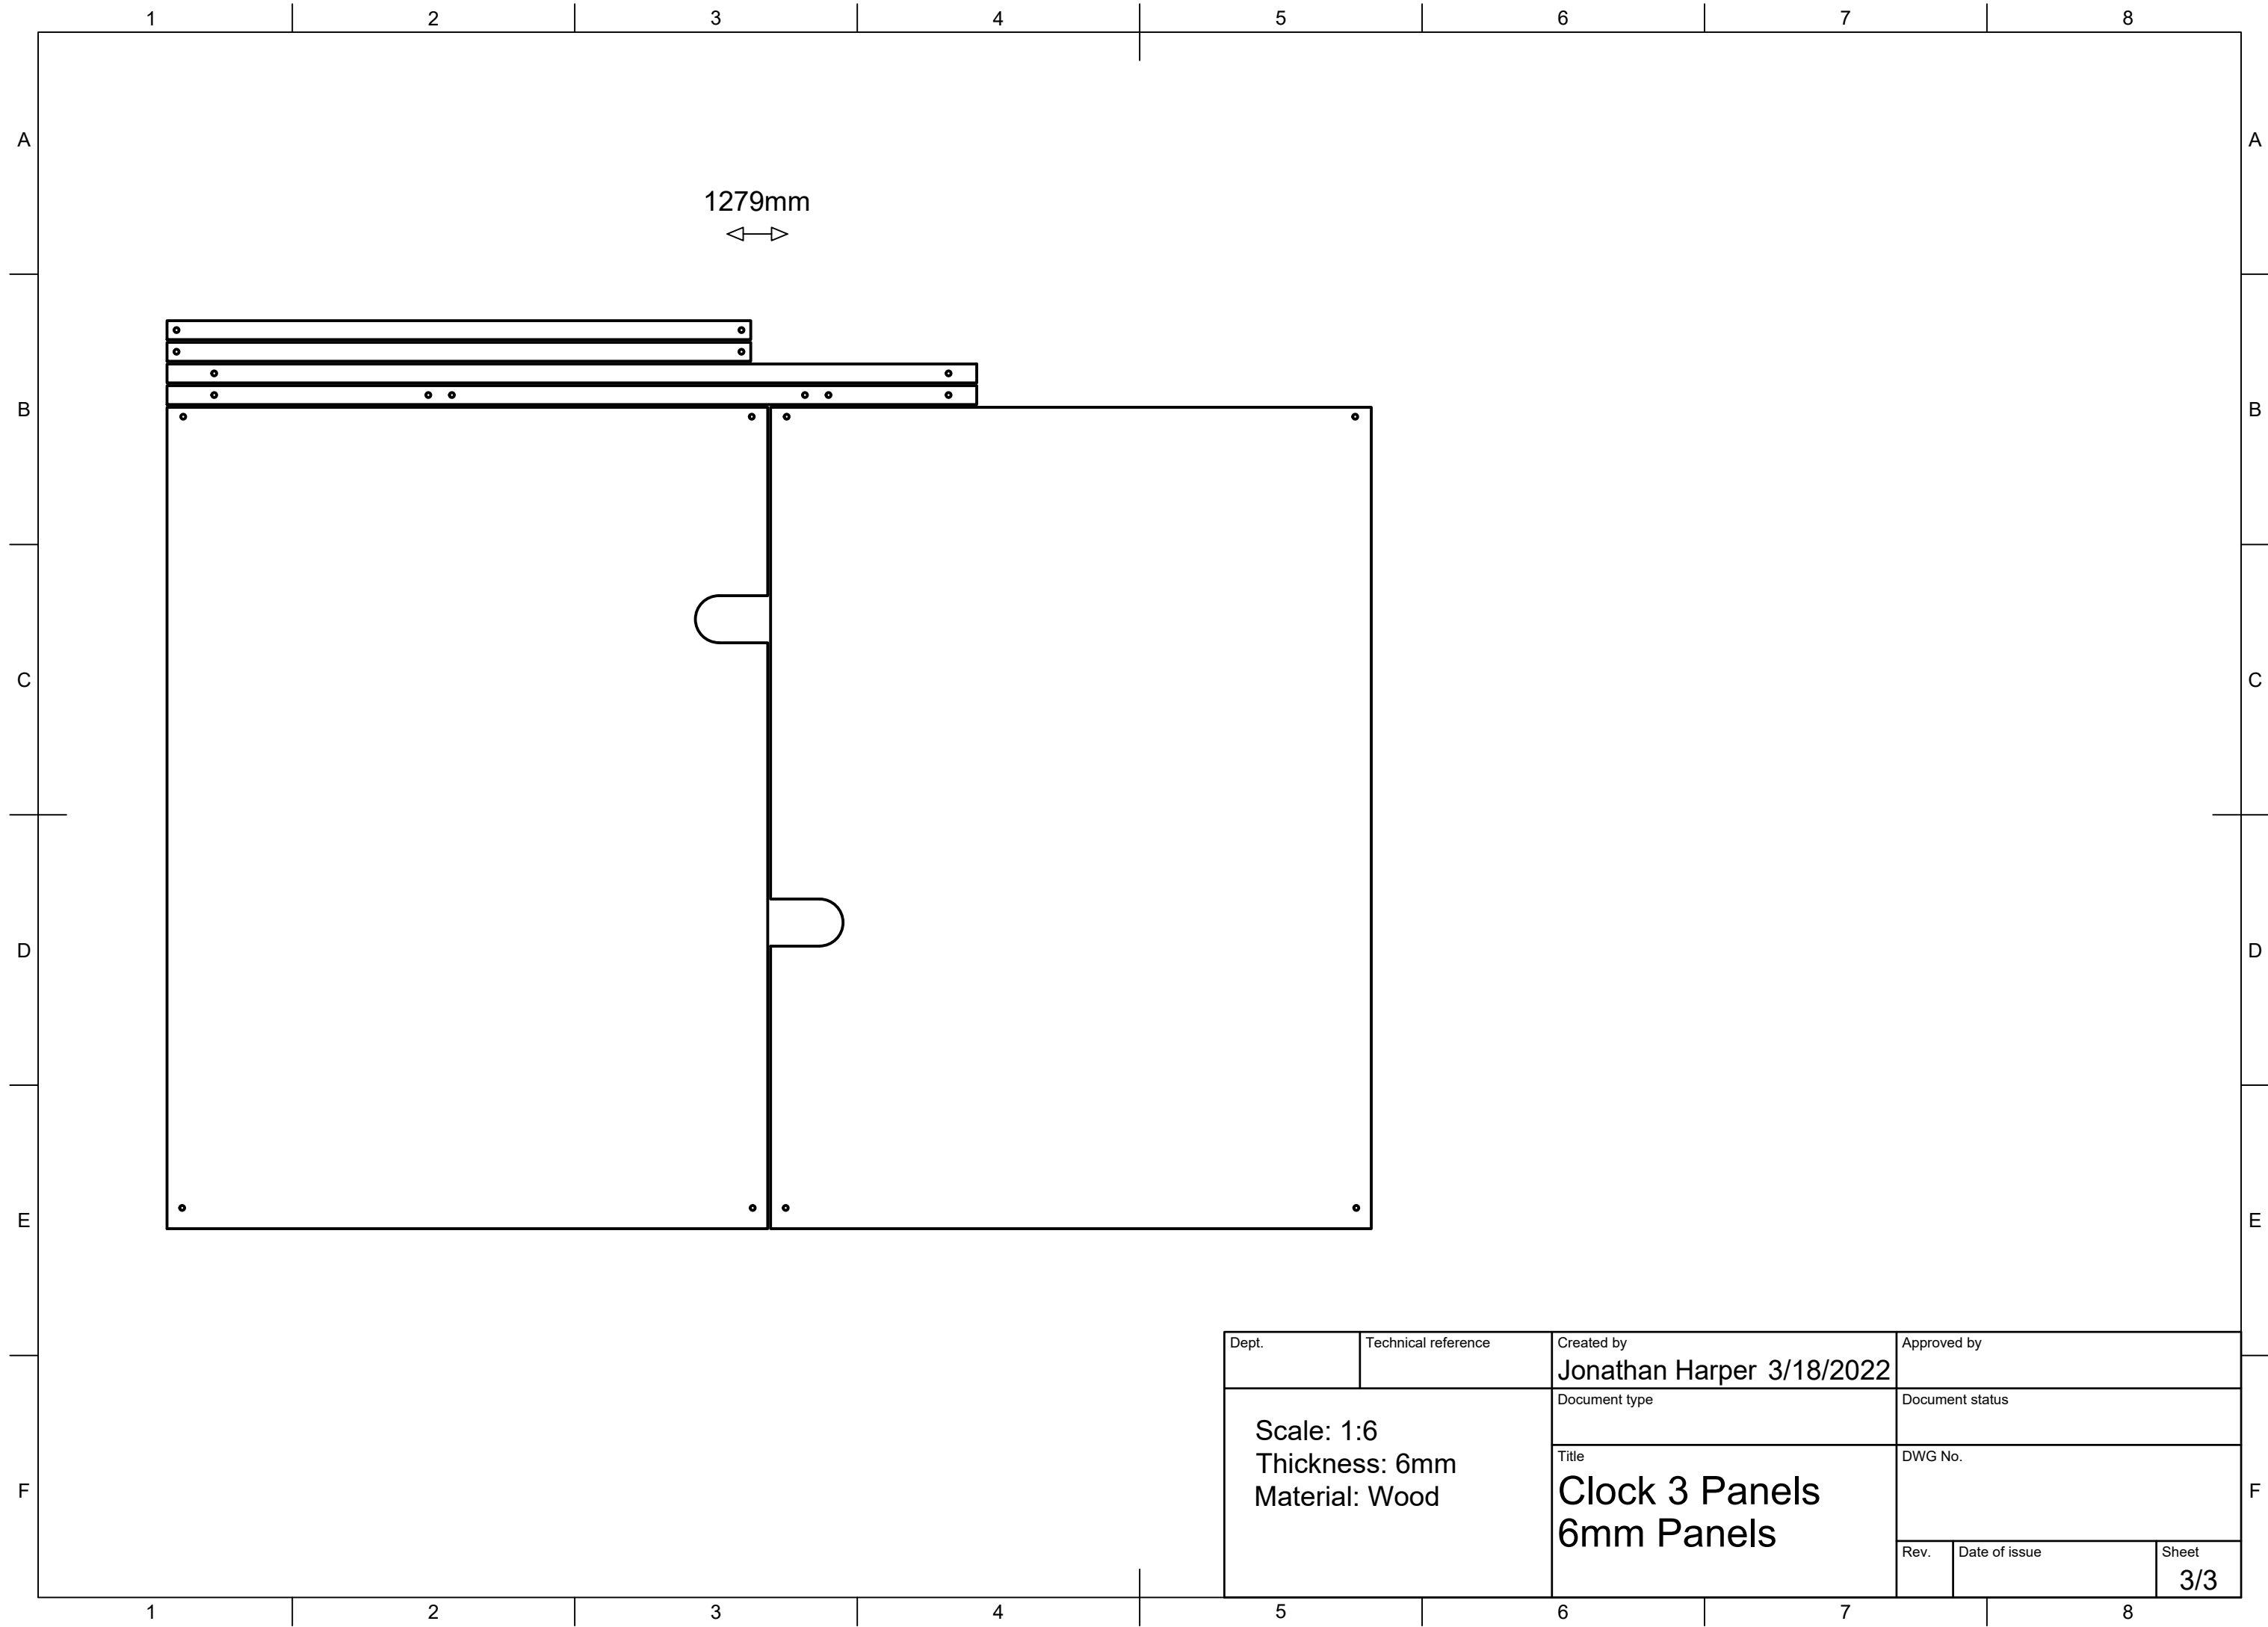 1 2 3 4 5 6 7 8
A A
1279mm
B B
C C
D D
E E
Dept. Technical reference Created by Approved by
Jonathan Harper 3/18/2022
Document type Document status
Scale: 1:6
Thickness: 6mm
Material: Wood
Title DWG No.
Clock 3 Panels
6mm Panels
F F
Rev. Date of issue Sheet
3/3
1 2 3 4 5 6 7 8